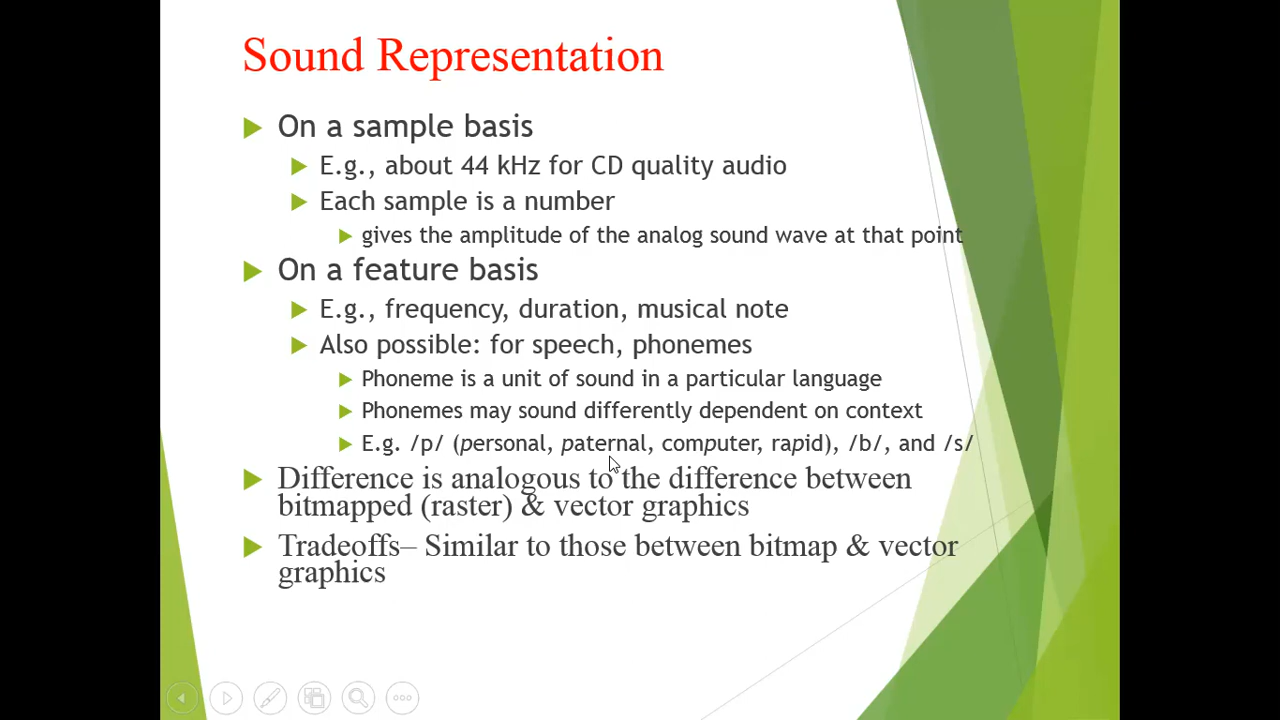 Sound Representation
On a sample basis
E.g., about 44 kHz for CD quality audio
Each sample is a number
gives the amplitude of the analog sound wave at that point
On a feature basis
E.g., frequency, duration, musical note
Also possible: for speech, phonemes
Phoneme is a unit of sound in a particular language
Phonemes may sound differently dependent on context
E.g. /p/ (personal, paternal, computer, rapid), /b/, and /s/
Difference is analogous to the difference between
bitmapped (raster) & vector graphics
Tradeoffs– Similar to those between bitmap & vector
graphics